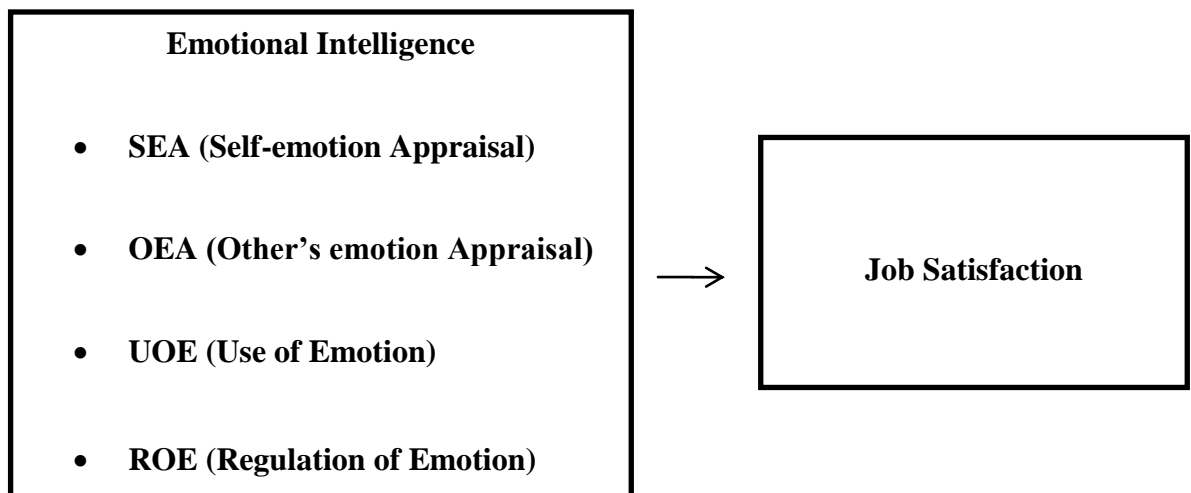 Emotional Intelligence
• SEA (Self-emotion Appraisal)
• OEA (Other’s emotion Appraisal)
• UOE (Use of Emotion)
• ROE (Regulation of Emotion)
Job Satisfaction